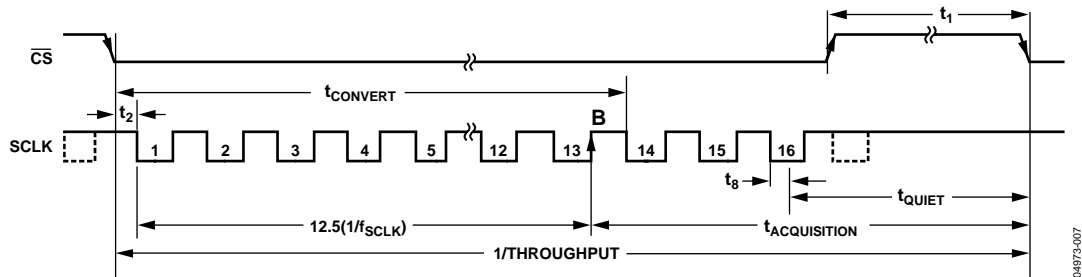 t1
C̅S̅
tCONVERT
t2
B
SCLK
1 2 3 4 5 12 13 14 15 16
t8
tQUIET
12.5(1/fSCLK)
tACQUISITION
1/THROUGHPUT
04973-007